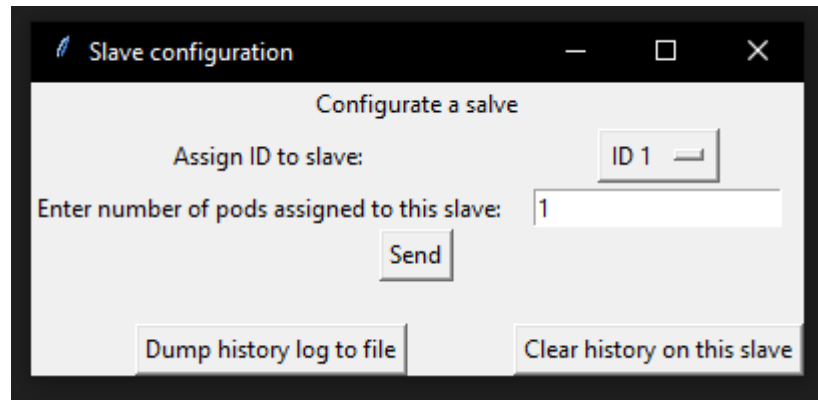 Slave configuration
Configurate a salve
Assign ID to slave: ID 1
Enter number of pods assigned to this slave: 1
Send
Dump history log to file Clear history on this slave